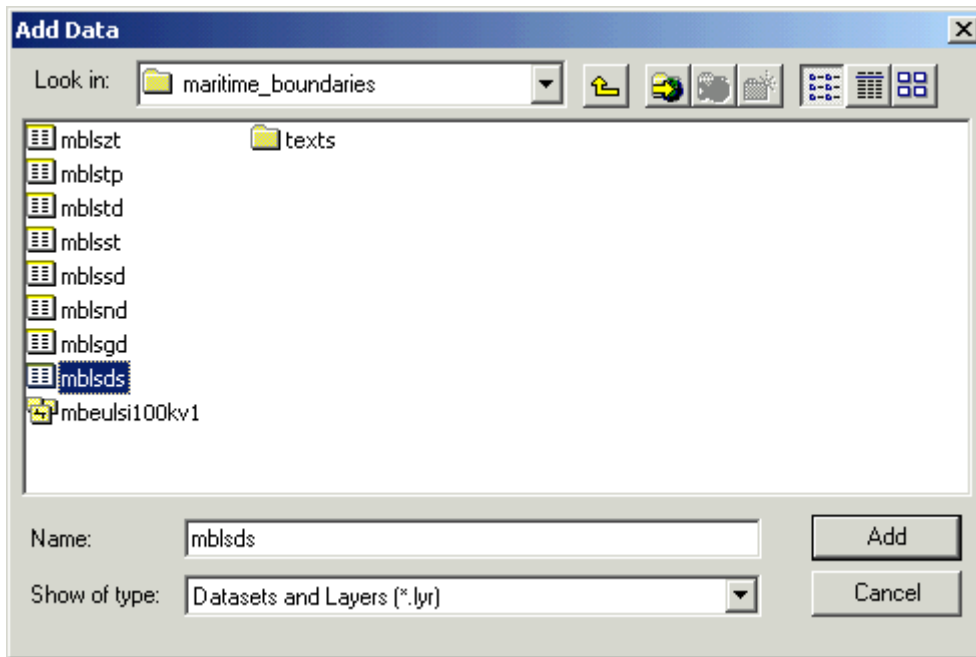 Add Data
Look in: maritime_boundaries
mblszt texts
mblstp
mblstd
mblsst
mblssd
mblsnd
mblsgd
mblsds
mbeulsi100kv1
Name: mblsds Add
Show of type: Datasets and Layers (*.lyr) Cancel